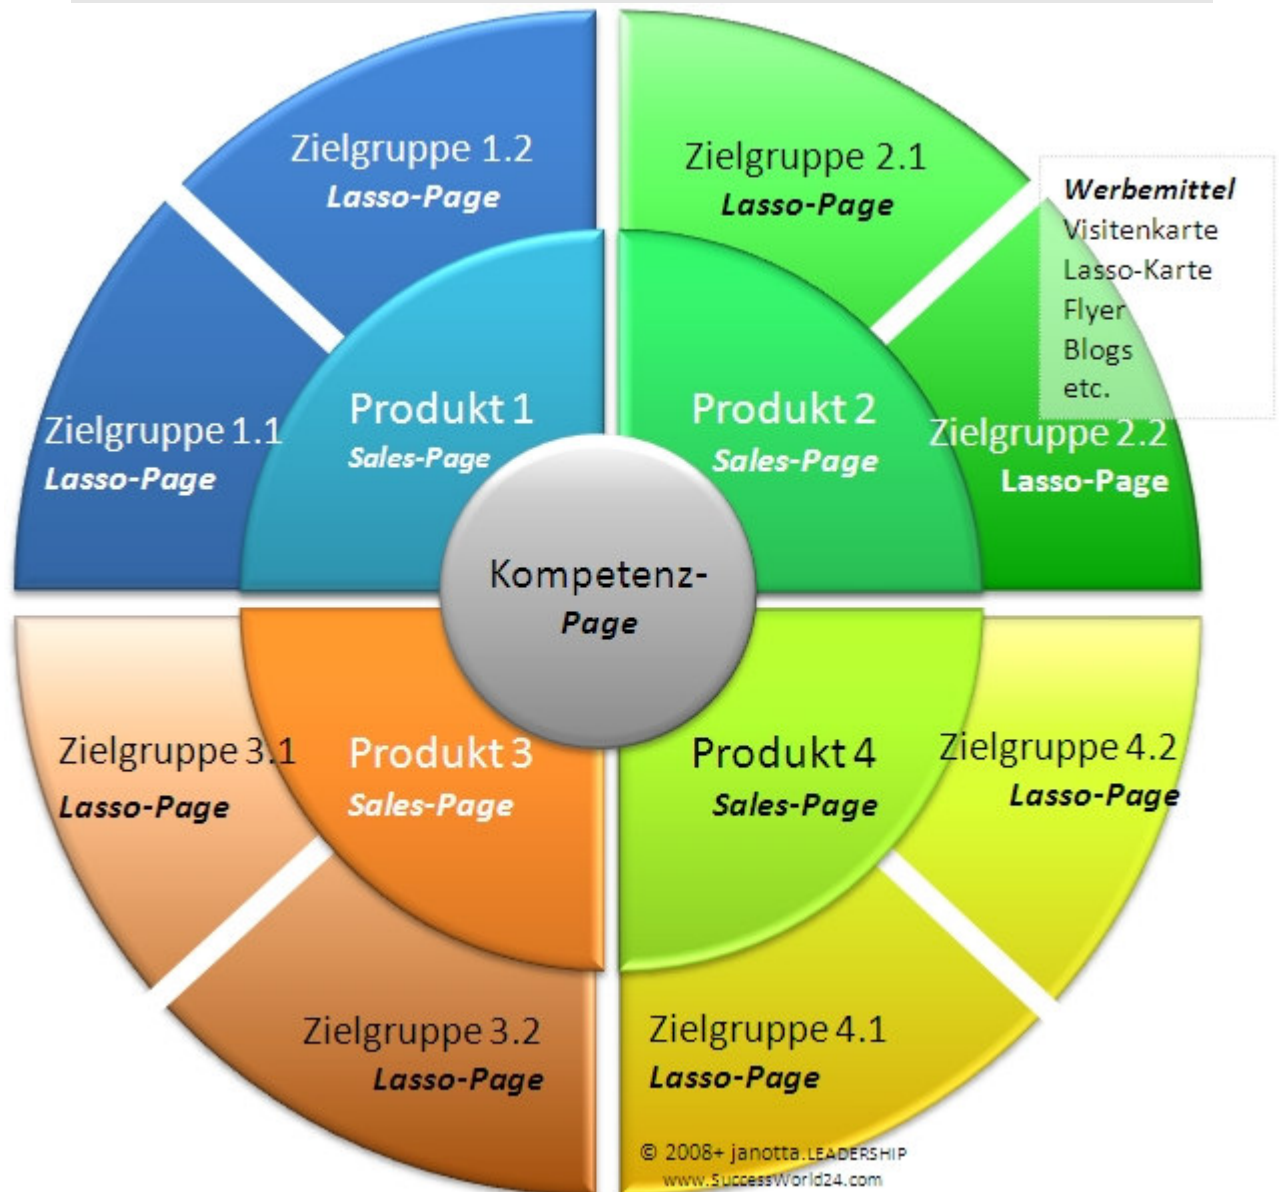 Zielgruppe 1.2
Lasso-Page
Zielgruppe 2.1
Lasso-Page
Werbemittel
Visitenkarte
Lasso-Karte
Flyer
Blogs
etc.
Zielgruppe 1.1
Lasso-Page
Produkt 1
Sales-Page
Produkt 2
Sales-Page
Zielgruppe 2.2
Lasso-Page
Kompetenz-
Page
Zielgruppe 3.1
Lasso-Page
Produkt 3
Sales-Page
Produkt 4
Sales-Page
Zielgruppe 4.2
Lasso-Page
Zielgruppe 3.2
Lasso-Page
Zielgruppe 4.1
Lasso-Page
© 2008+ janotta.LEADERSHIP
www.SuccessWorld24.com